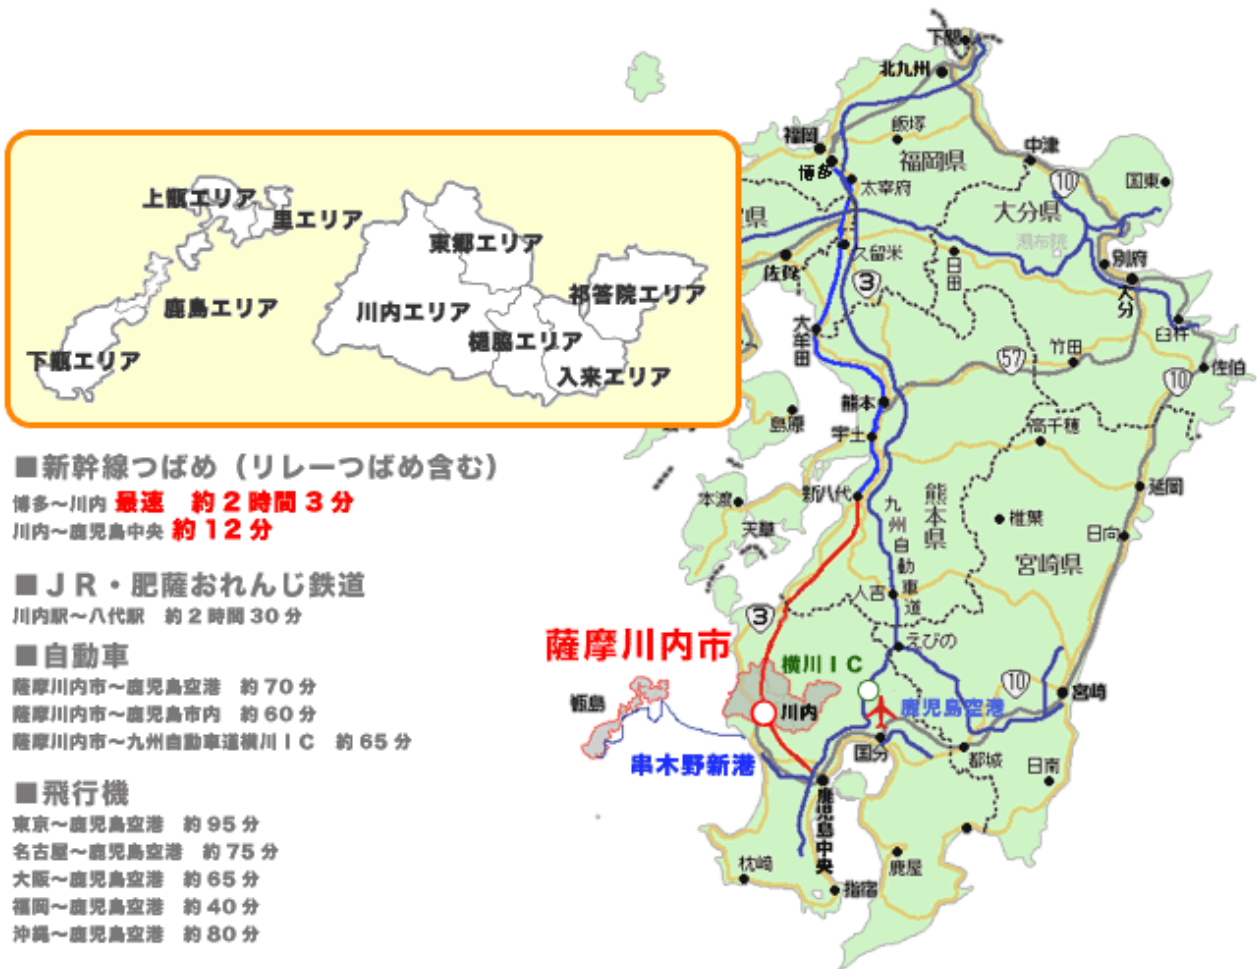 上甑エリア
里エリア
鹿島エリア
下甑エリア
東郷エリア
川内エリア
祁答院エリア
樋脇エリア
入来エリア
■新幹線つばめ（リレーつばめ含む）
博多～川内 最速 約2時間3分
川内～鹿児島中央 約12分
■JR・肥薩おれんじ鉄道
川内駅～八代駅 約2時間30分
■自動車
薩摩川内市～鹿児島空港 約70分
薩摩川内市～鹿児島市内 約60分
薩摩川内市～九州自動車道横川IC 約65分
■飛行機
東京～鹿児島空港 約95分
名古屋～鹿児島空港 約75分
大阪～鹿児島空港 約65分
福岡～鹿児島空港 約40分
沖縄～鹿児島空港 約80分
下関
北九州
福岡
飯塚
博多
福岡県
中津
太宰府
10
国東
大分県
県
湯布院
久留米
日田
別府
佐賀
3
大分
大牟田
臼杵
57
竹田
佐伯
10
熊本
島原
宇土
高千穂
新八代
本渡
天草
九州自動車道
熊本県
椎葉
延岡
日向
宮崎県
人吉
3
えびの
薩摩川内市
横川IC
10
甑島
川内
鹿児島空港
宮崎
串木野新港
国分
都城
日南
鹿児島中央
枕崎
鹿屋
指宿